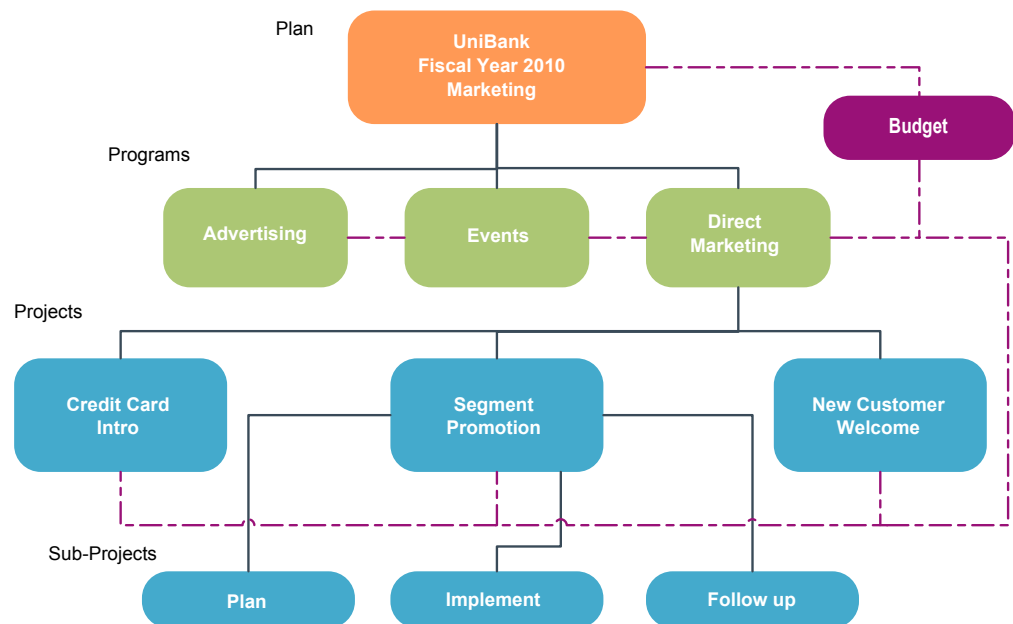 Plan
UniBank
Fiscal Year 2010
Marketing
Budget
Programs
Advertising
Events
Direct
Marketing
Projects
Credit Card
Intro
Segment
Promotion
New Customer
Welcome
Sub-Projects
Plan
Implement
Follow up